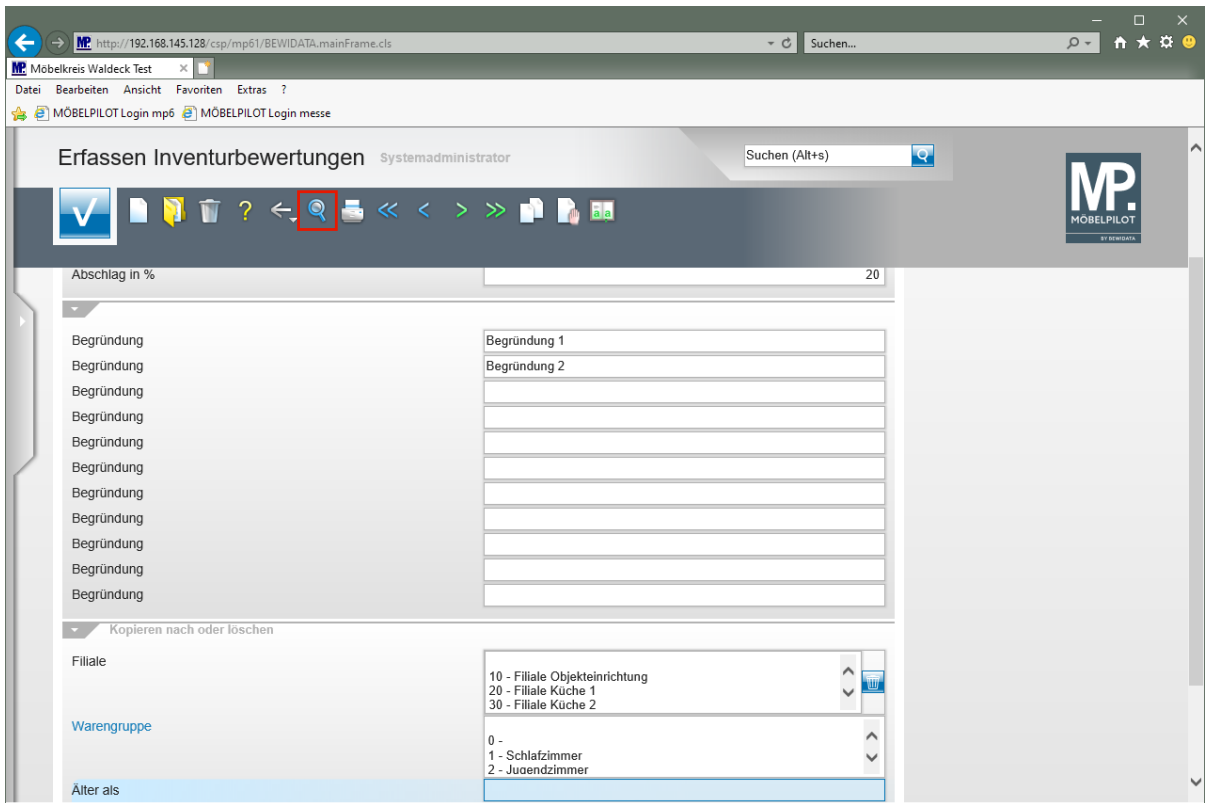 http://192.168.145.128/csp/mp61/BEWIDATA.mainFrame.cls
Suchen...
Möbelkreis Waldeck Test
Datei Bearbeiten Ansicht Favoriten Extras ?
MÖBELPILOT Login mp6 MÖBELPILOT Login messe
Erfassen Inventurbewertungen Systemadministrator
Suchen (Alt+s)
MP.
MÖBELPILOT
BY BEWIDATA
Abschlag in % 20
Begründung Begründung 1
Begründung Begründung 2
Begründung
Begründung
Begründung
Begründung
Begründung
Begründung
Begründung
Begründung
Begründung
Kopieren nach oder löschen
Filiale
10 - Filiale Objekteinrichtung
20 - Filiale Küche 1
30 - Filiale Küche 2
Warengruppe
0 -
1 - Schlafzimmer
2 - Jugendzimmer
Älter als